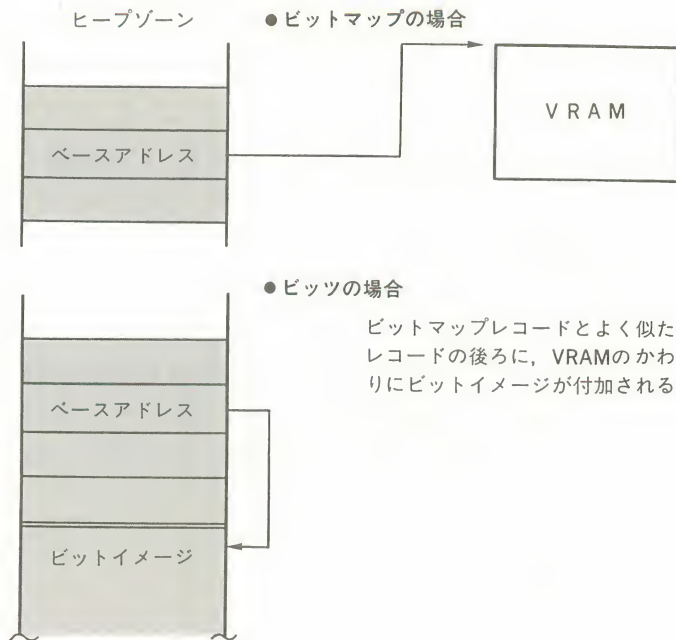 ヒープゾーン
●ビットマップの場合
ベースアドレス
VRAM
●ビッツの場合
ビットマップレコードとよく似た
レコードの後ろに，VRAMのかわ
りにビットイメージが付加される
ベースアドレス
ビットイメージ